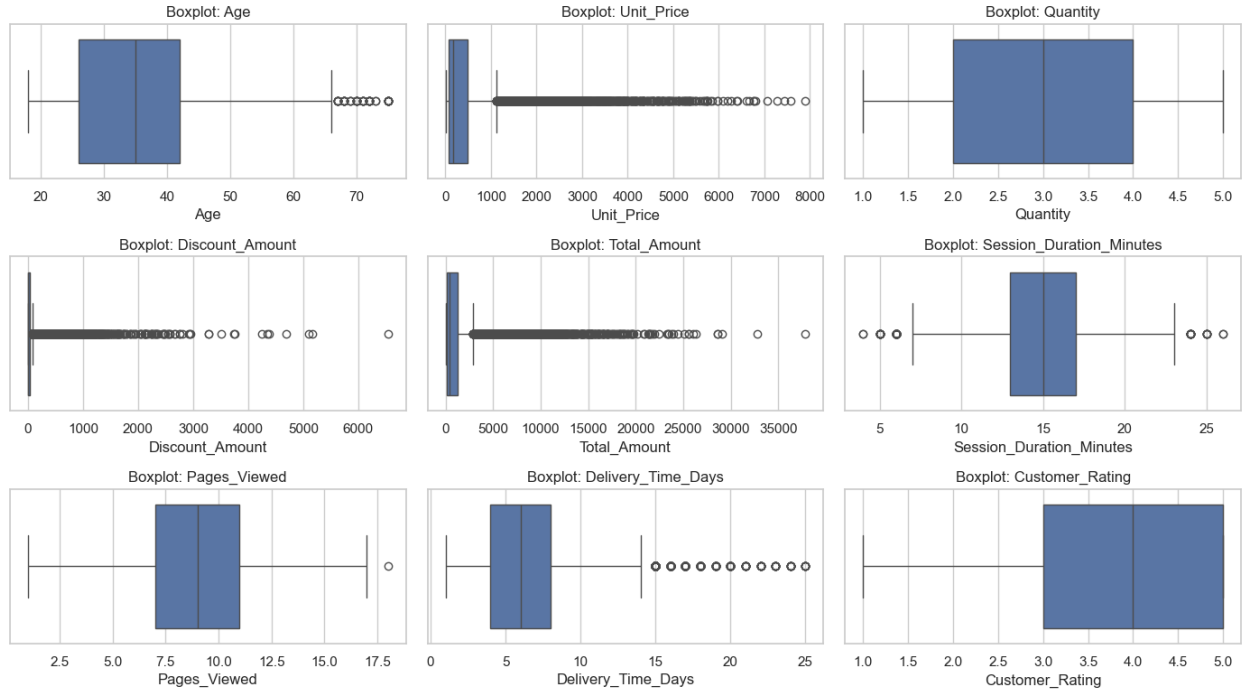 Boxplot: Age
20 30 40 50 60 70
Age
Boxplot: Unit_Price
0 1000 2000 3000 4000 5000 6000 7000 8000
Unit_Price
Boxplot: Quantity
1.0 1.5 2.0 2.5 3.0 3.5 4.0 4.5 5.0
Quantity
Boxplot: Discount_Amount
0 1000 2000 3000 4000 5000 6000
Discount_Amount
Boxplot: Total_Amount
0 5000 10000 15000 20000 25000 30000 35000
Total_Amount
Boxplot: Session_Duration_Minutes
5 10 15 20 25
Session_Duration_Minutes
Boxplot: Pages_Viewed
2.5 5.0 7.5 10.0 12.5 15.0 17.5
Pages_Viewed
Boxplot: Delivery_Time_Days
0 5 10 15 20 25
Delivery_Time_Days
Boxplot: Customer_Rating
1.0 1.5 2.0 2.5 3.0 3.5 4.0 4.5 5.0
Customer_Rating